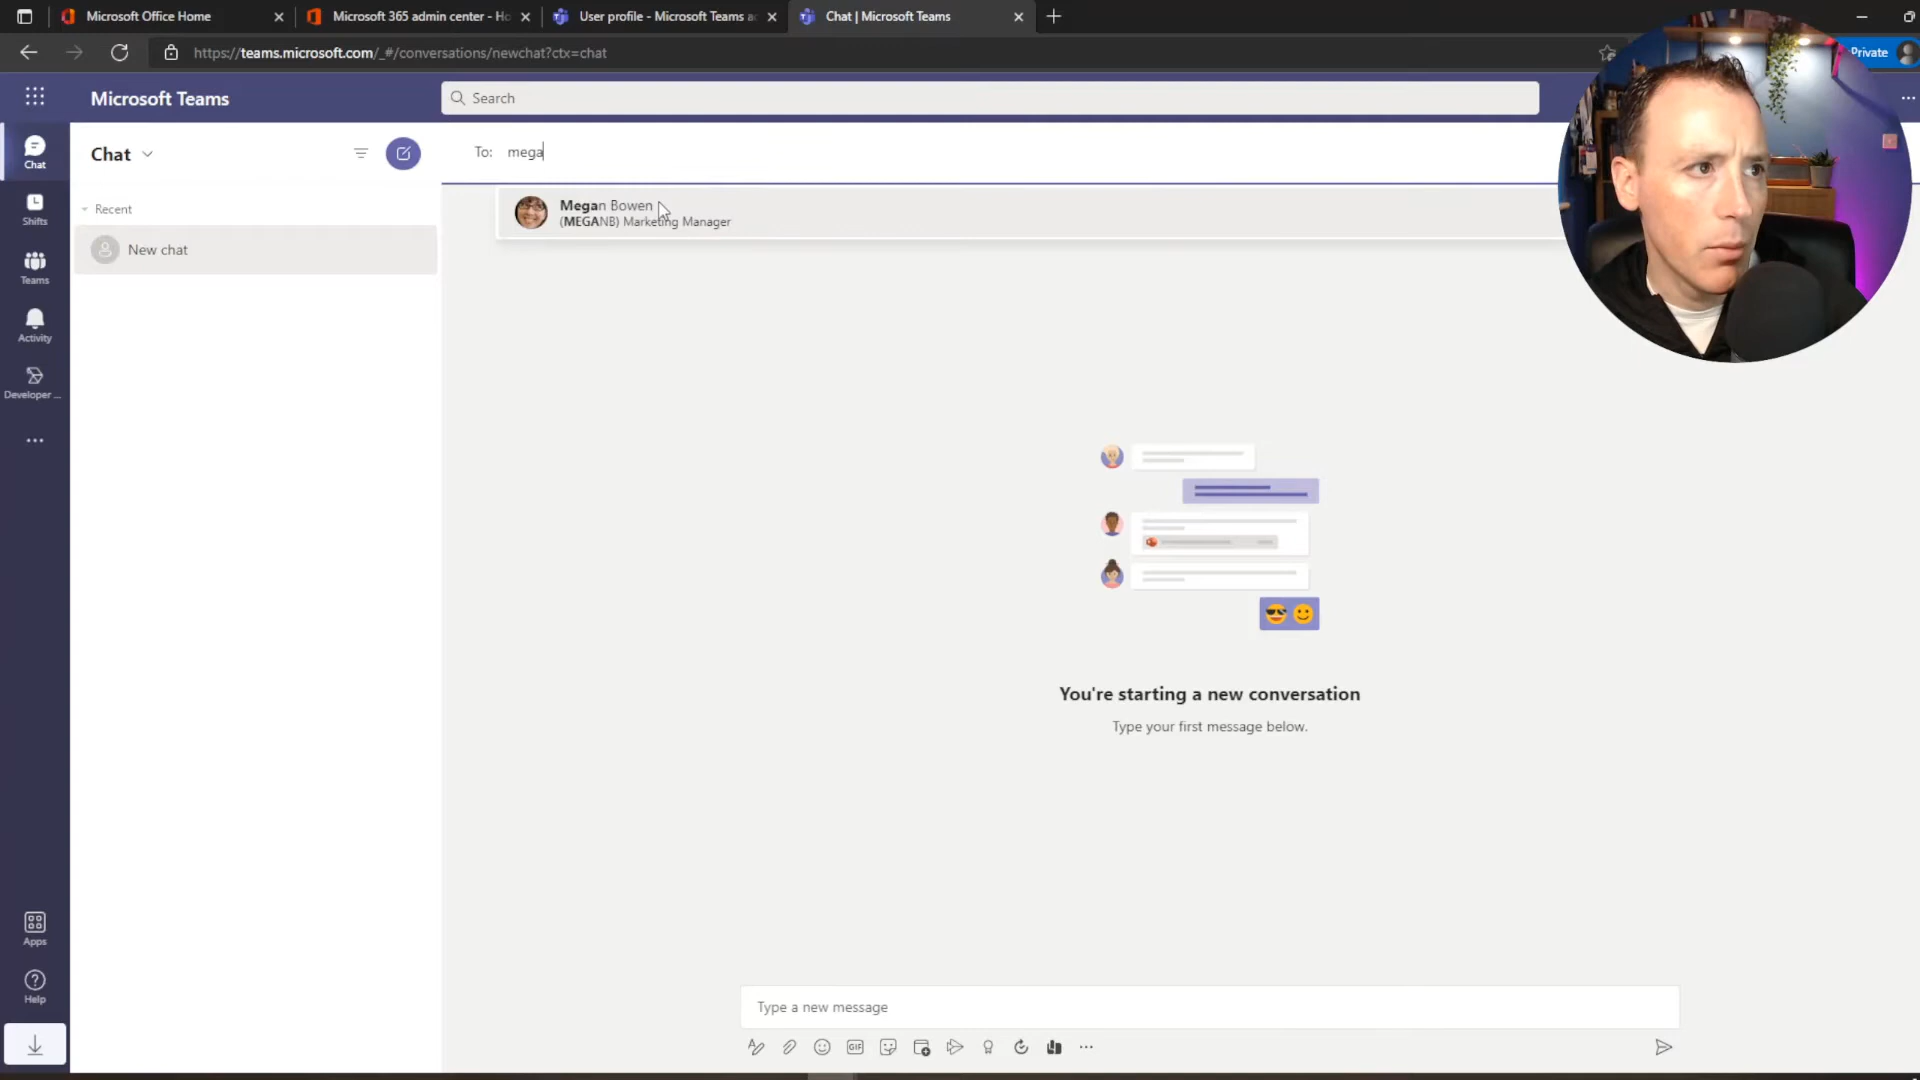 Microsoft Office Home
Microsoft 365 admin center - Ho
User profile - Microsoft Teams a
Chat | Microsoft Teams
https://teams.microsoft.com/_#/conversations/newchat?ctx=chat
Private
Microsoft Teams
Search
Chat
Chat
To: mega
Megan Bowen
(MEGANB) Marketing Manager
Shifts
Recent
New chat
Teams
Activity
Developer ...
GIF
You're starting a new conversation
Type your first message below.
Apps
Help
Type a new message